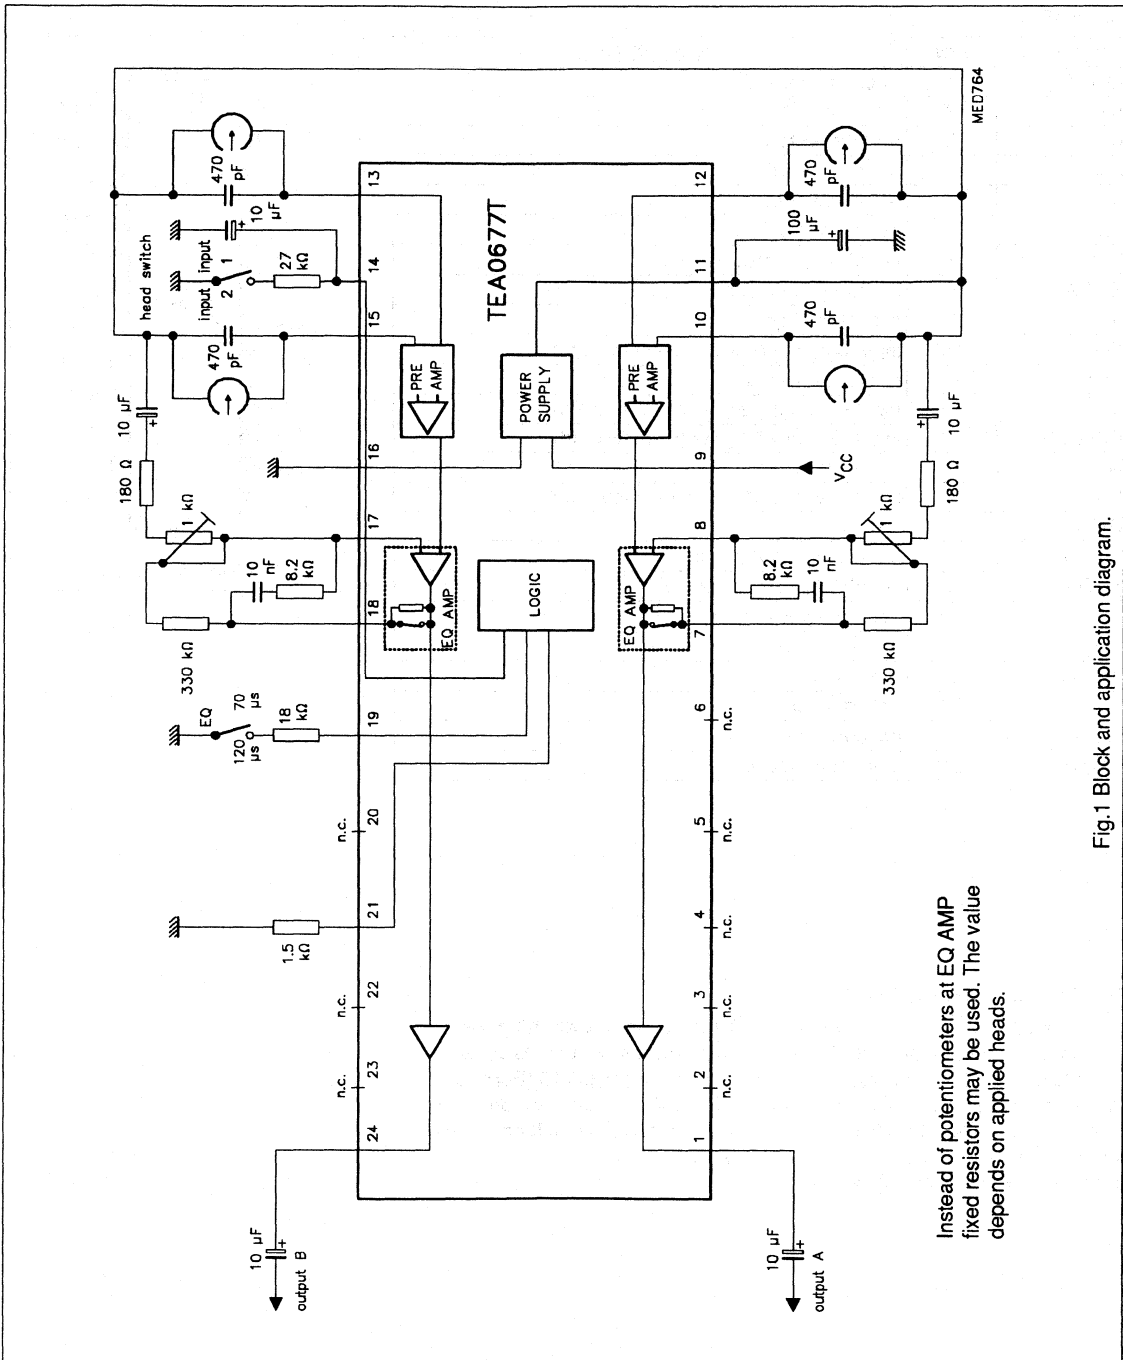 head switch
input 2
input 1
470 pF
10 µF
+
27 kΩ
470 pF
10 µF
+
180 Ω
1 kΩ
10 nF
8.2 kΩ
330 kΩ
EQ
120 µs
70 µs
18 kΩ
n.c.
1.5 kΩ
n.c.
n.c.
10 µF
+
output B
24
23
22
21
20
19
18
17
16
15
14
13
TEA0677T
PRE AMP
POWER SUPPLY
PRE AMP
EQ AMP
LOGIC
EQ AMP
1
2
3
4
5
6
7
8
9
10
11
12
n.c.
n.c.
n.c.
n.c.
n.c.
10 µF
+
output A
330 kΩ
8.2 kΩ
10 nF
1 kΩ
180 Ω
10 µF
+
VCC
470 pF
100 µF
+
470 pF
MED764
Instead of potentiometers at EQ AMP
fixed resistors may be used. The value
depends on applied heads.
Fig.1 Block and application diagram.